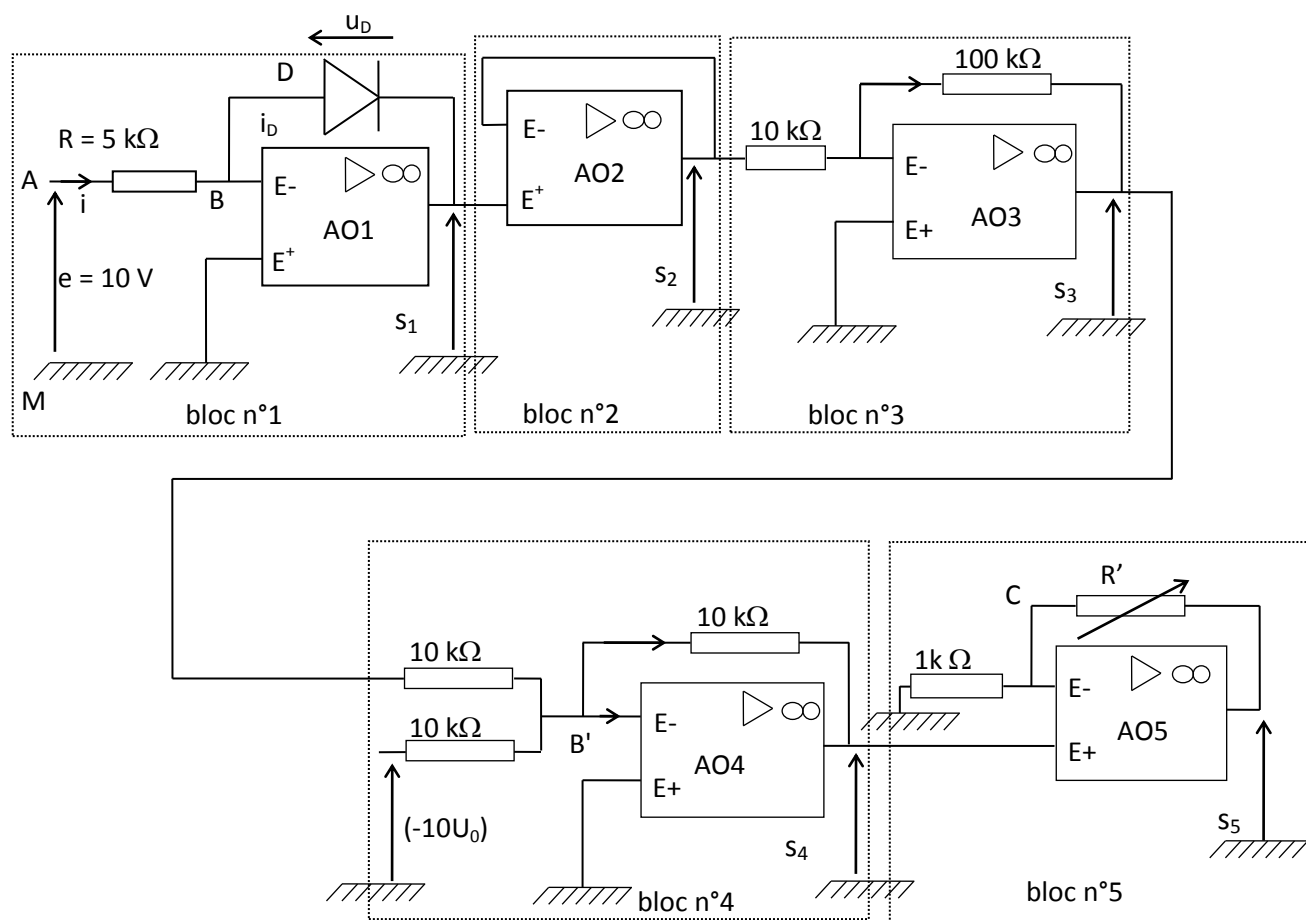 u_D
D
i_D
R = 5 kΩ
A
i
B
E-
AO1
E⁺
e = 10 V
s₁
M
bloc n°1
E-
AO2
E⁺
s₂
bloc n°2
10 kΩ
100 kΩ
E-
AO3
E+
s₃
bloc n°3
10 kΩ
10 kΩ
10 kΩ
B'
E-
AO4
E+
(-10U₀)
s₄
bloc n°4
C
R'
1k Ω
E-
AO5
E+
s₅
bloc n°5